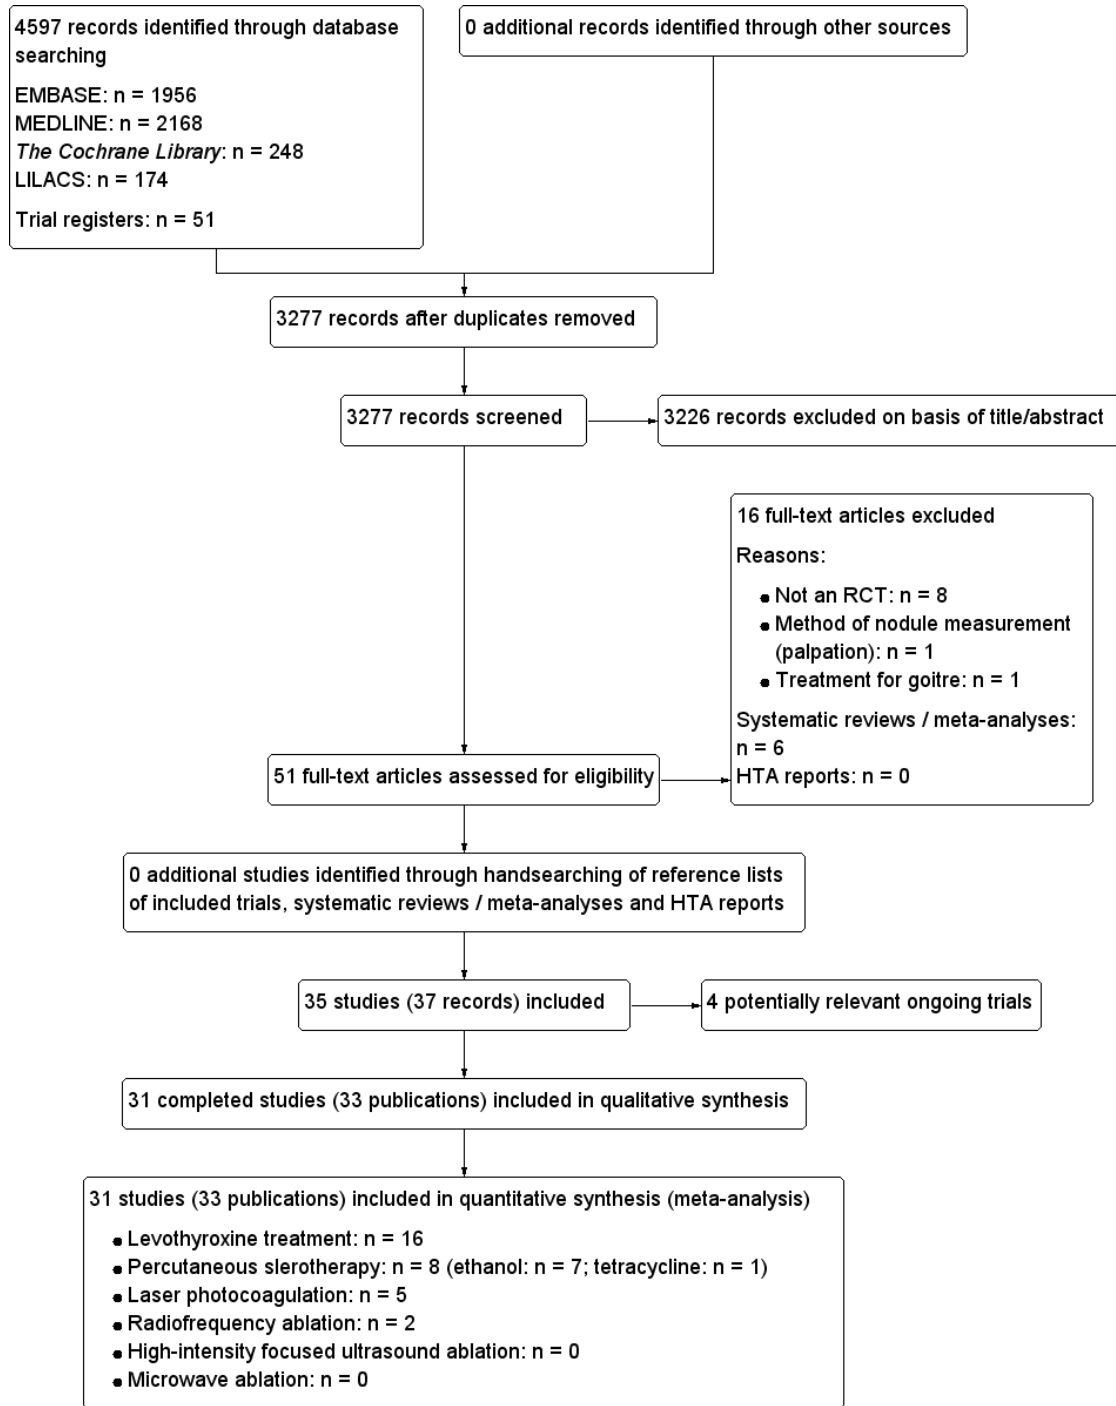 4597 records identified through database
searching
EMBASE: n = 1956
MEDLINE: n = 2168
The Cochrane Library: n = 248
LILACS: n = 174
Trial registers: n = 51
0 additional records identified through other sources
3277 records after duplicates removed
3277 records screened
3226 records excluded on basis of title/abstract
16 full-text articles excluded
Reasons:
● Not an RCT: n = 8
● Method of nodule measurement
(palpation): n = 1
● Treatment for goitre: n = 1
Systematic reviews / meta-analyses:
n = 6
HTA reports: n = 0
51 full-text articles assessed for eligibility
0 additional studies identified through handsearching of reference lists
of included trials, systematic reviews / meta-analyses and HTA reports
35 studies (37 records) included
4 potentially relevant ongoing trials
31 completed studies (33 publications) included in qualitative synthesis
31 studies (33 publications) included in quantitative synthesis (meta-analysis)
● Levothyroxine treatment: n = 16
● Percutaneous slerotherapy: n = 8 (ethanol: n = 7; tetracycline: n = 1)
● Laser photocoagulation: n = 5
● Radiofrequency ablation: n = 2
● High-intensity focused ultrasound ablation: n = 0
● Microwave ablation: n = 0